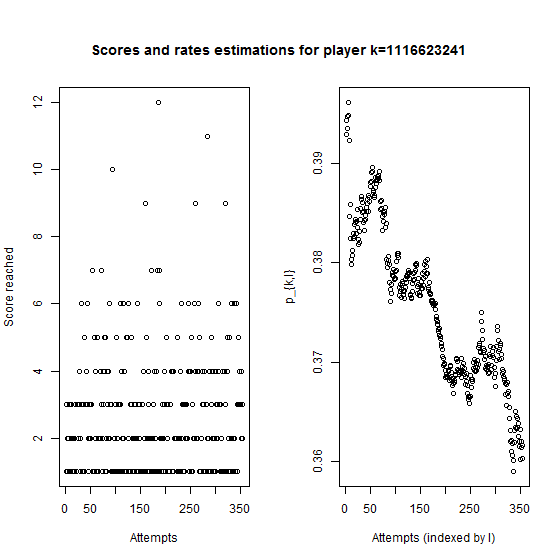 Scores and rates estimations for player k=1116623241
Score reached
12
10
8
6
4
2
0 50 150 250 350
Attempts
p_{k,l}
0.39
0.38
0.37
0.36
0 50 150 250 350
Attempts (indexed by l)